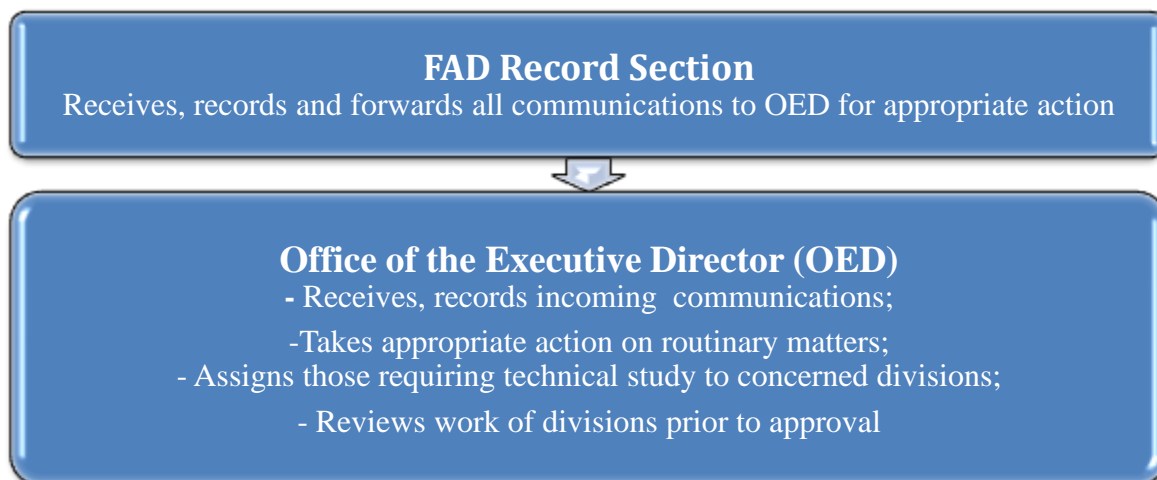 FAD Record Section
Receives, records and forwards all communications to OED for appropriate action
Office of the Executive Director (OED)
- Receives, records incoming communications;
-Takes appropriate action on routinary matters;
- Assigns those requiring technical study to concerned divisions;
- Reviews work of divisions prior to approval